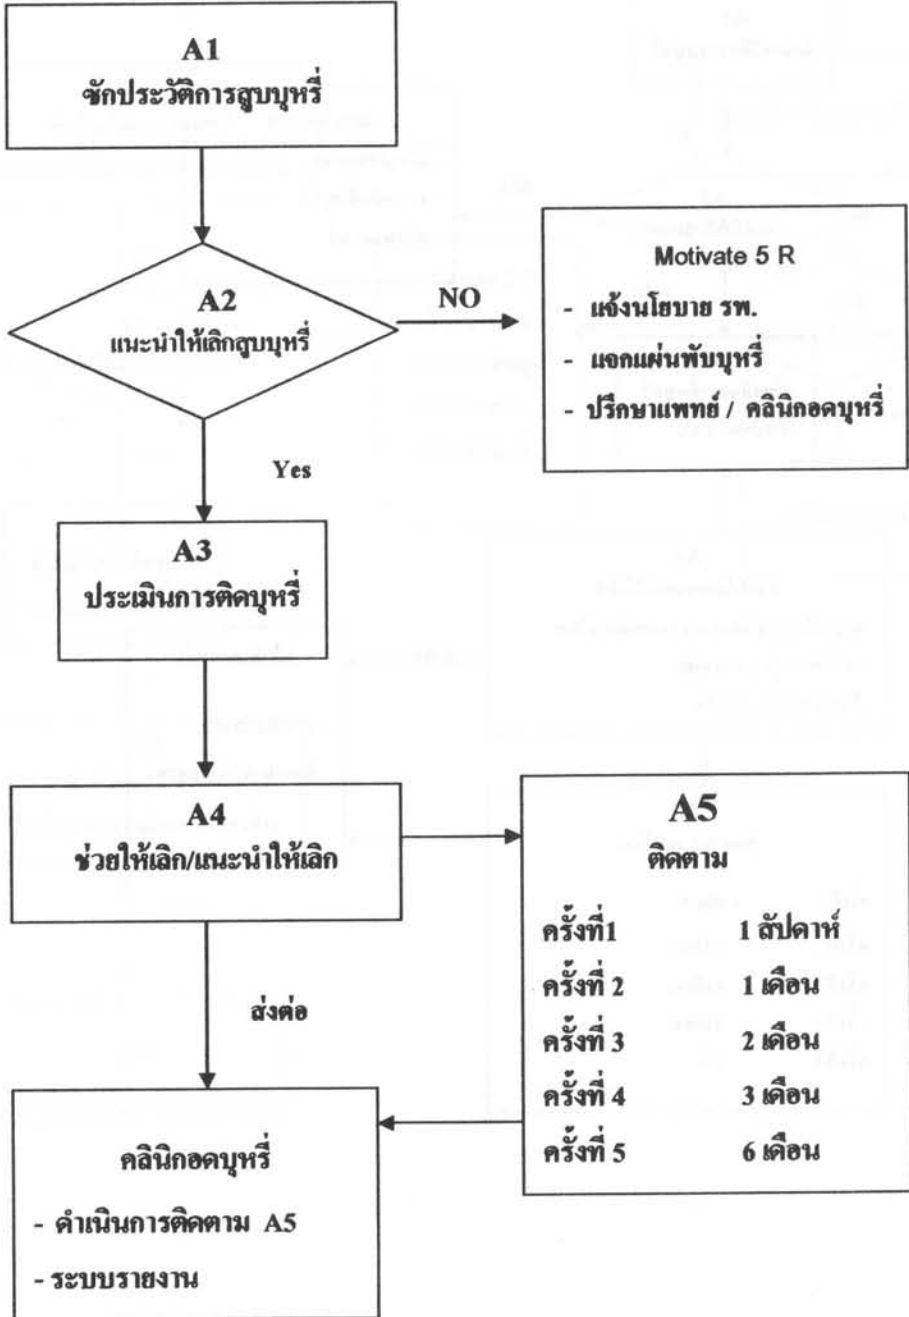 A1
ซักประวัติการสูบบุหรี่
A2
แนะนำให้เลิกสูบบุหรี่
NO
Motivate 5 R
- แจ้งนโยบาย รพ.
- แจกแผ่นพับบุหรี่
- ปรึกษาแพทย์ / คลินิกอดบุหรี่
Yes
A3
ประเมินการติดบุหรี่
A4
ช่วยให้เลิก/แนะนำให้เลิก
A5
ติดตาม
ครั้งที่1 1 สัปดาห์
ครั้งที่ 2 1 เดือน
ครั้งที่ 3 2 เดือน
ครั้งที่ 4 3 เดือน
ครั้งที่ 5 6 เดือน
ส่งต่อ
คลินิกอดบุหรี่
- ดำเนินการติดตาม A5
- ระบบรายงาน